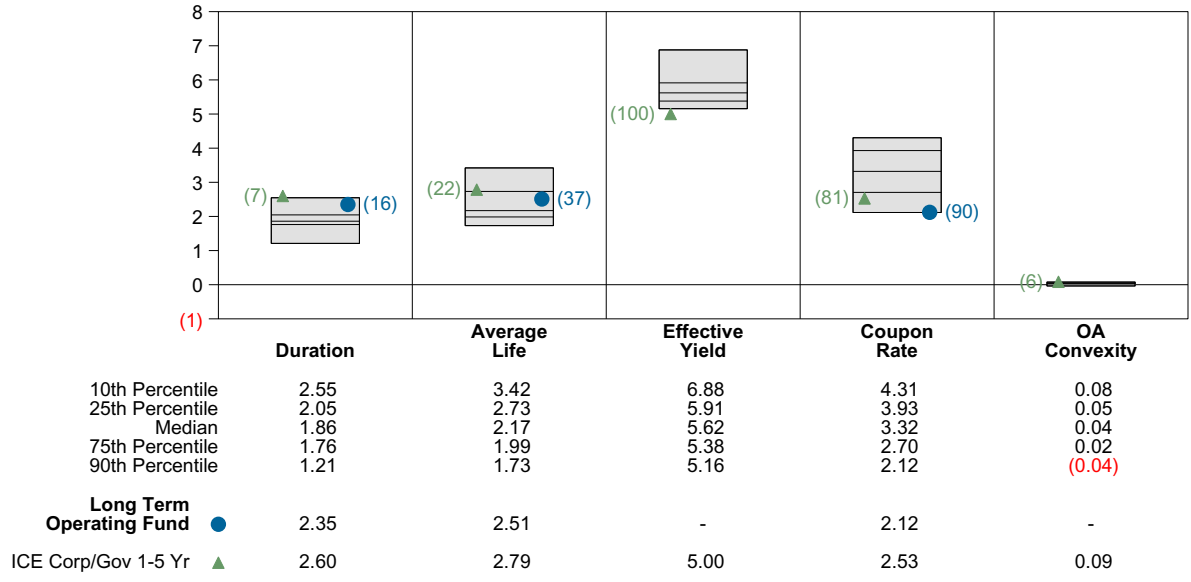 8
7
6
5
4
3
2
1
0
(1)
(7)
(16)
(22)
(37)
(100)
(81)
(90)
(6)
Duration
Average
Life
Effective
Yield
Coupon
Rate
OA
Convexity
10th Percentile 2.55 3.42 6.88 4.31 0.08
25th Percentile 2.05 2.73 5.91 3.93 0.05
Median 1.86 2.17 5.62 3.32 0.04
75th Percentile 1.76 1.99 5.38 2.70 0.02
90th Percentile 1.21 1.73 5.16 2.12 (0.04)
Long Term
Operating Fund 2.35 2.51 - 2.12 -
ICE Corp/Gov 1-5 Yr 2.60 2.79 5.00 2.53 0.09